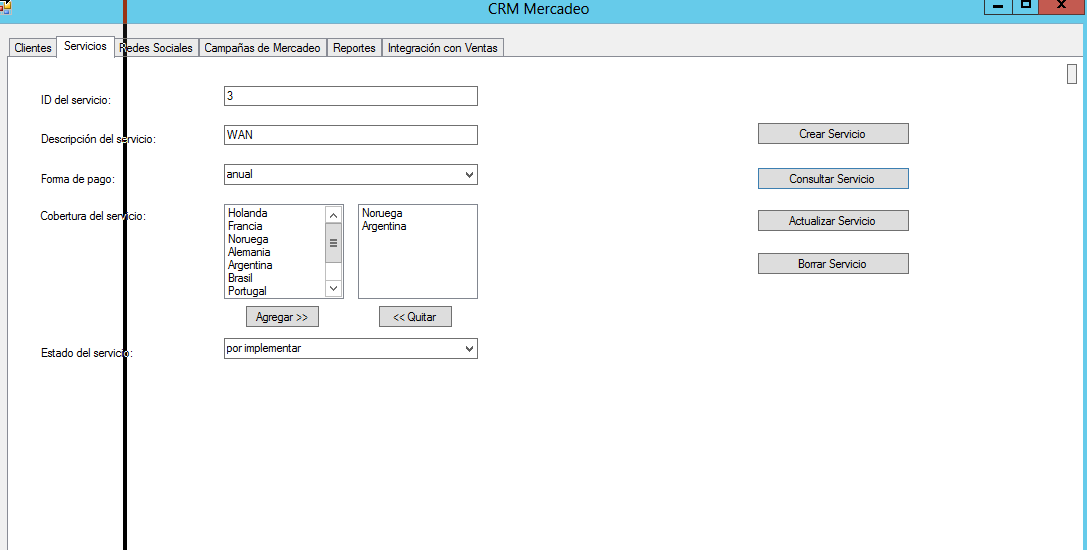 CRM Mercadeo
Clientes Servicios Redes Sociales Campañas de Mercadeo Reportes Integración con Ventas
ID del servicio: 3
Descripción del servicio: WAN Crear Servicio
Forma de pago: anual Consultar Servicio
Cobertura del servicio: Holanda Noruega
Francia Argentina Actualizar Servicio
Noruega
Alemania
Argentina Borrar Servicio
Brasil
Portugal
Agregar >> << Quitar
Estado del servicio: por implementar